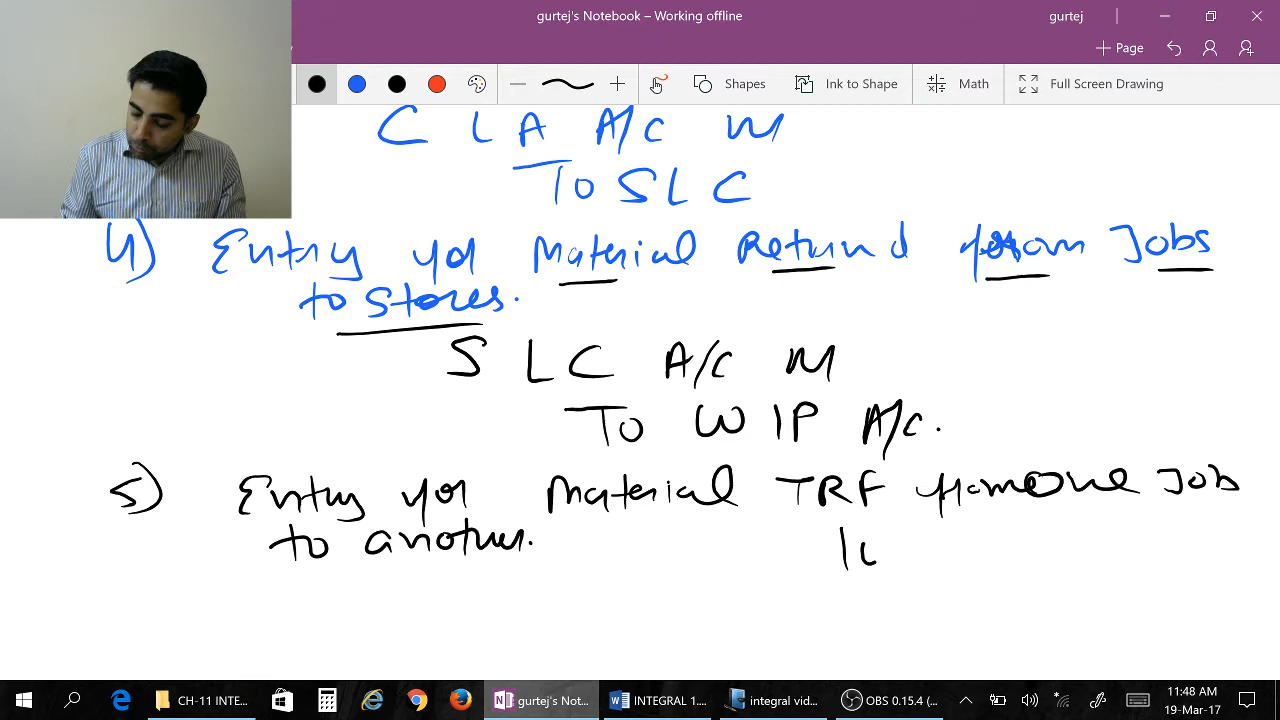 gurtej's Notebook – Working offline
gurtej
Page
Shapes
Ink to Shape
Math
Full Screen Drawing
C L A A/c
To SLC
4) Entry for Material Returnd from Jobs
to Stores.
S L C A/c
To W I P A/c.
5) Entry for Material TRF from one Job
to another.
CH-11 INTE...
gurtej's Not...
INTEGRAL 1....
integral vid...
OBS 0.15.4 (...
11:48 AM
19-Mar-17